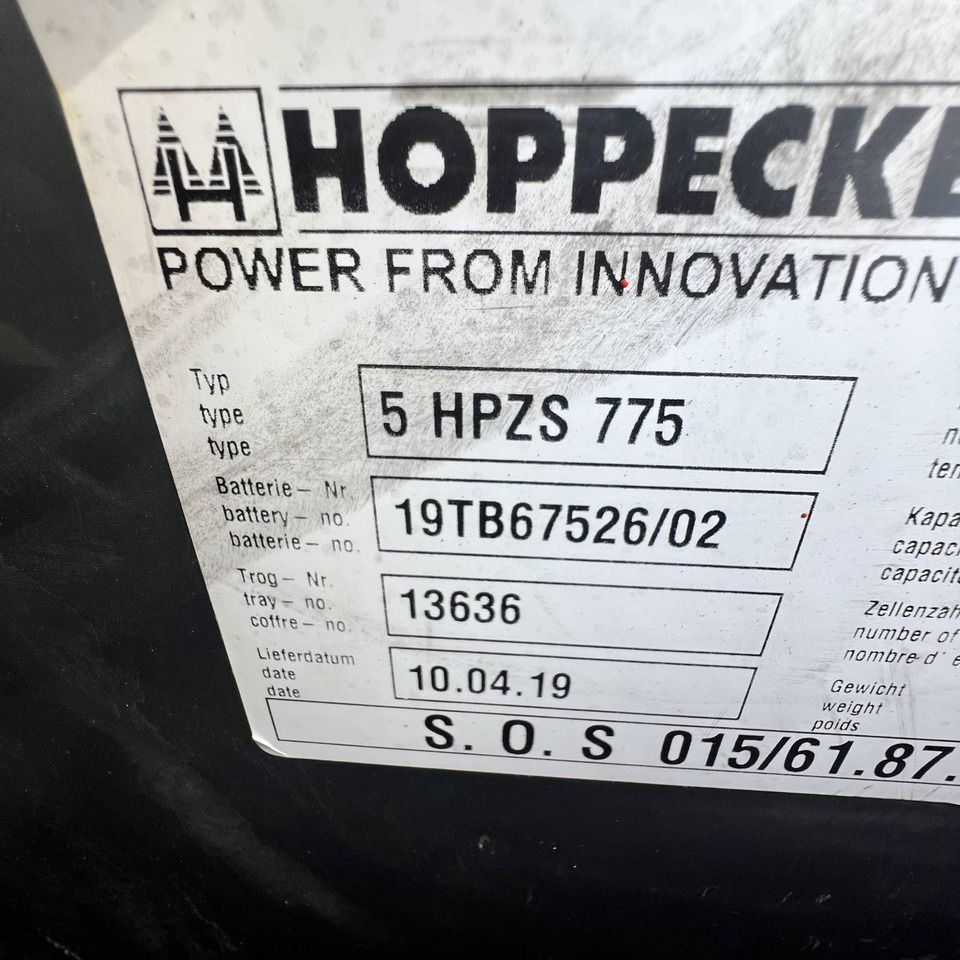 HOPPECKE
POWER FROM INNOVATION
Typ
type
type
5 HPZS 775
Batterie- Nr
battery- no.
batterie- no.
19TB67526/02
Trog- Nr.
tray- no.
coffre- no.
13636
Lieferdatum
date
date
10.04.19
Kapa
capac
capacit
Zellenzah
number of
nombre d' e
Gewicht
weight
poids
S. O. S 015/61.87.